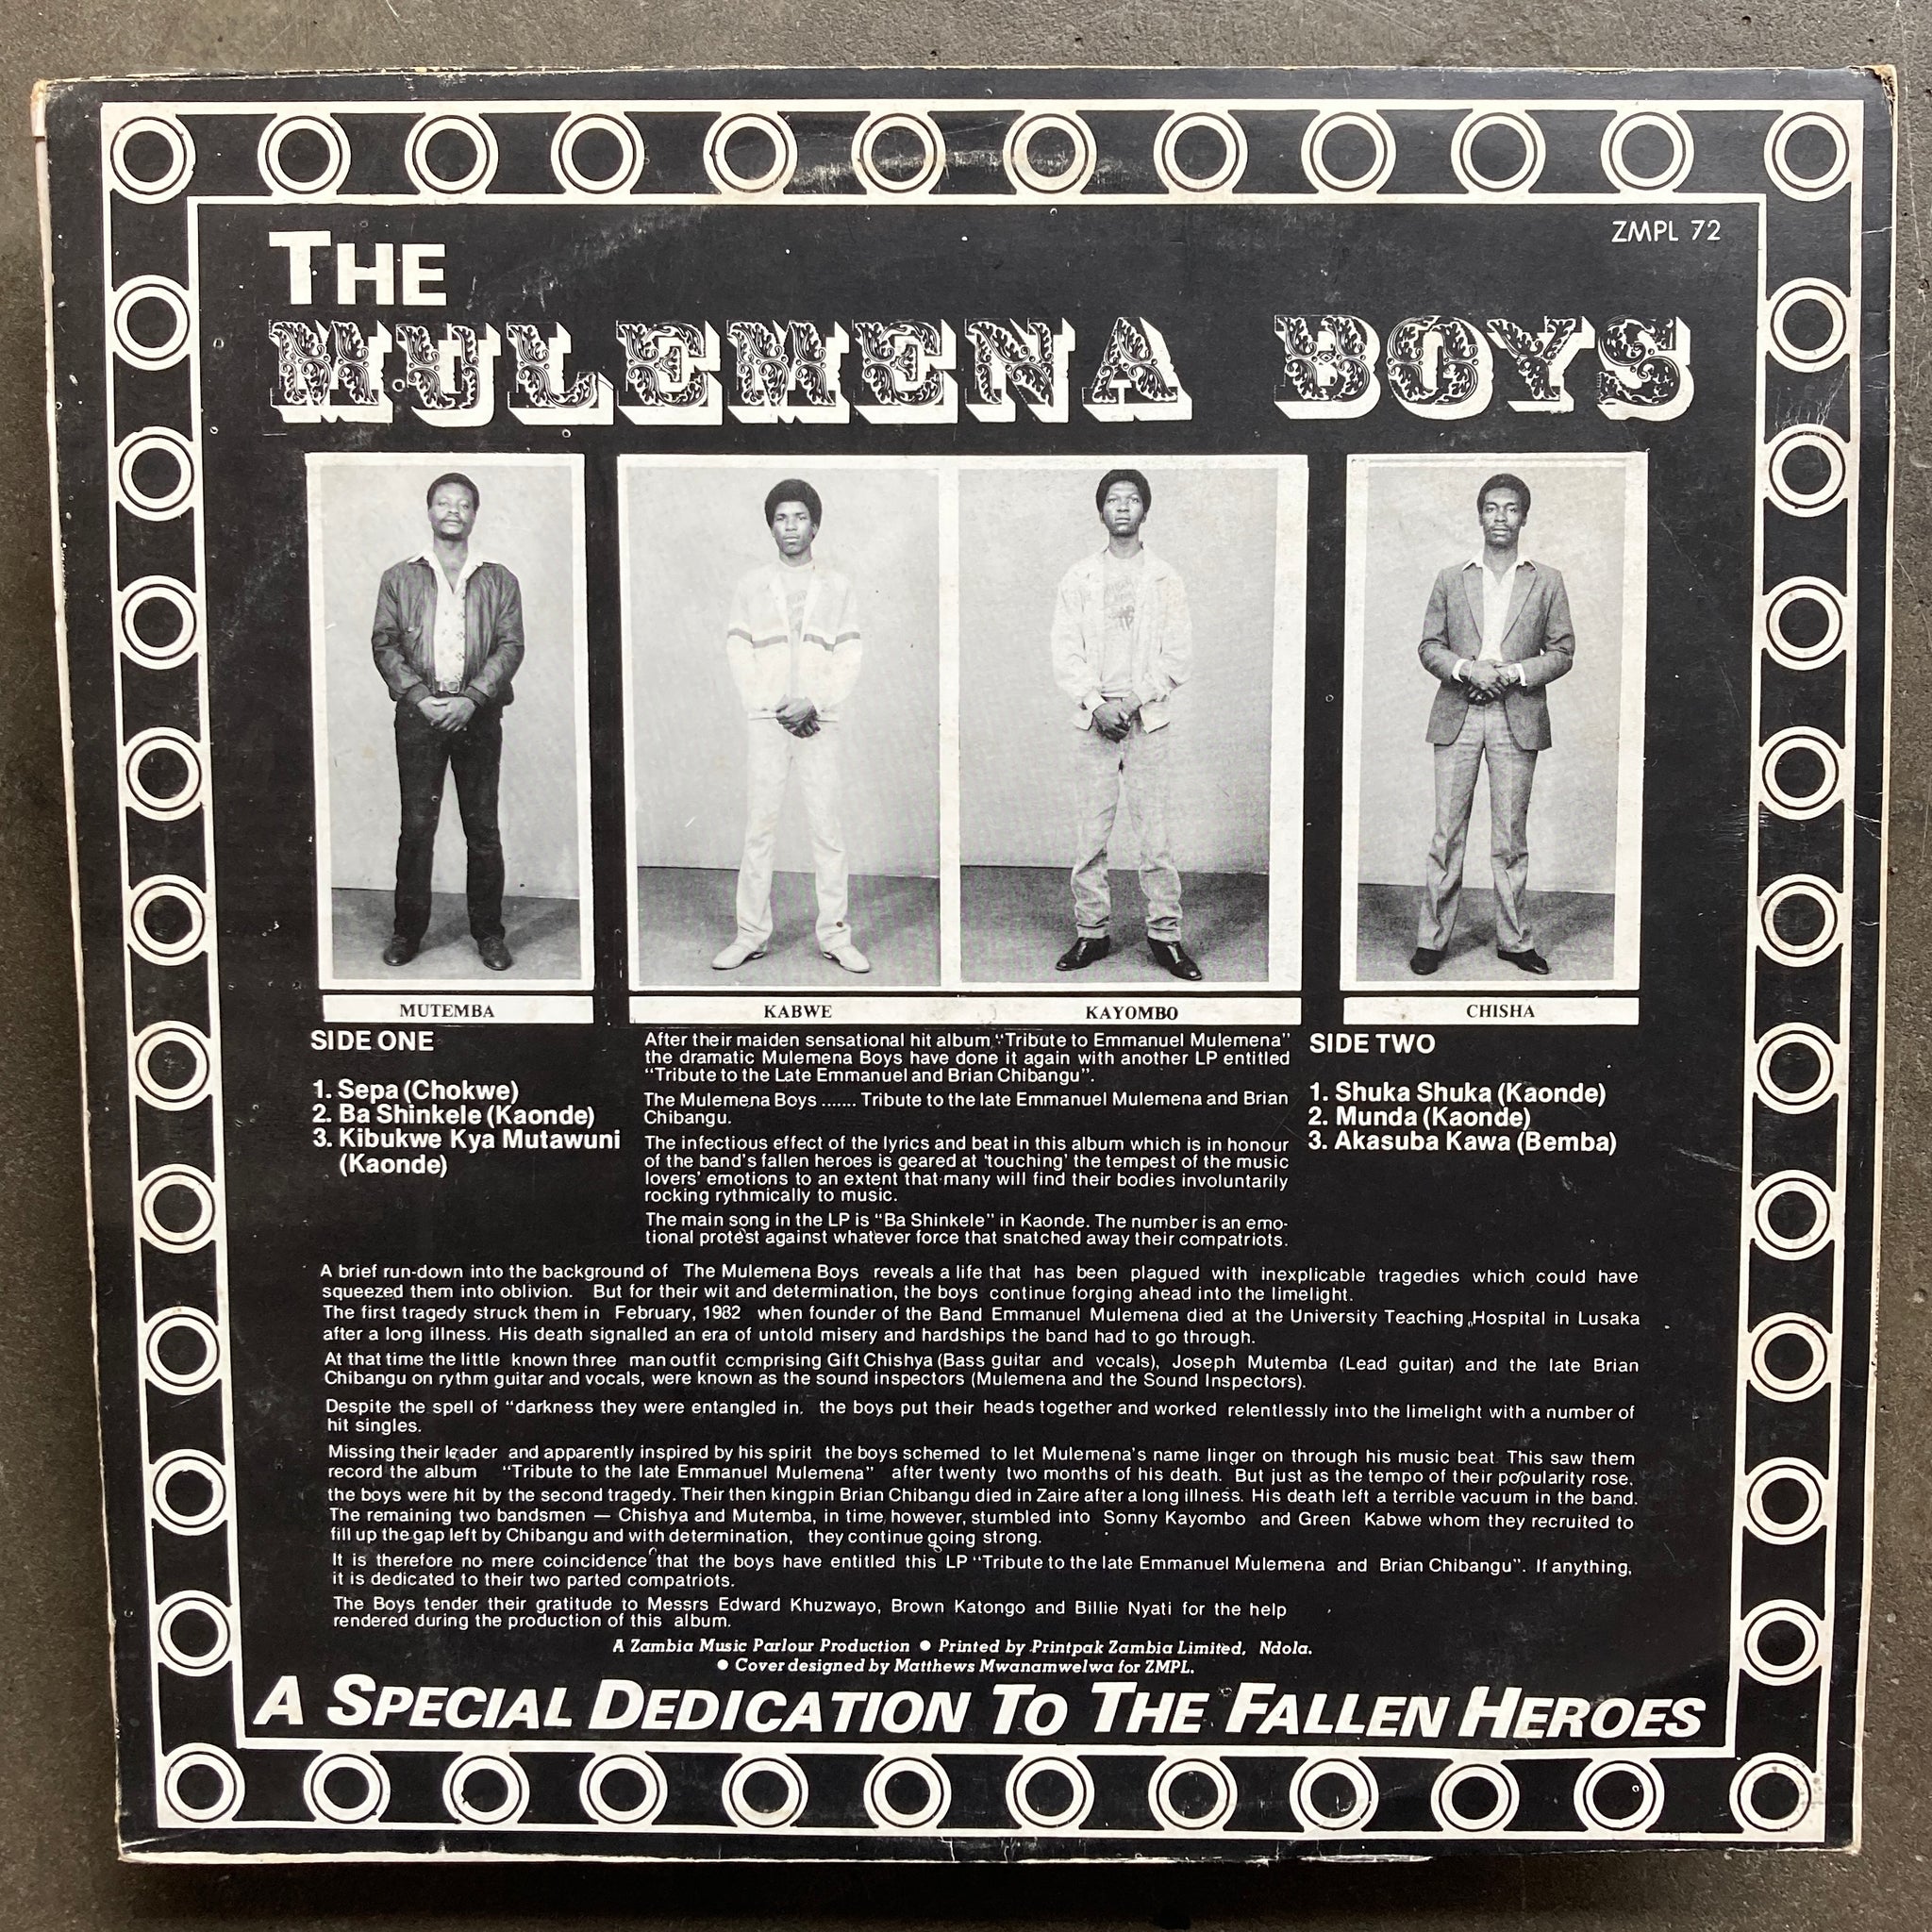 ZMPL 72
THE
MULEMENA BOYS
MUTEMBA
KABWE
KAYOMBO
CHISHA
SIDE ONE
1. Sepa (Chokwe)
2. Ba Shinkele (Kaonde)
3. Kibukwe Kya Mutawuni
(Kaonde)
After their maiden sensational hit album "Tribute to Emmanuel Mulemena"
the dramatic Mulemena Boys have done it again with another LP entitled
"Tribute to the Late Emmanuel and Brian Chibangu".
The Mulemena Boys ....... Tribute to the late Emmanuel Mulemena and Brian
Chibangu.
The infectious effect of the lyrics and beat in this album which is in honour
of the band's fallen heroes is geared at 'touching' the tempest of the music
lovers' emotions to an extent that many will find their bodies involuntarily
rocking rythmically to music.
The main song in the LP is "Ba Shinkele" in Kaonde. The number is an emo-
tional protest against whatever force that snatched away their compatriots.
SIDE TWO
1. Shuka Shuka (Kaonde)
2. Munda (Kaonde)
3. Akasuba Kawa (Bemba)
A brief run-down into the background of The Mulemena Boys reveals a life that has been plagued with inexplicable tragedies which could have
squeezed them into oblivion. But for their wit and determination, the boys continue forging ahead into the limelight.
The first tragedy struck them in February, 1982 when founder of the Band Emmanuel Mulemena died at the University Teaching Hospital in Lusaka
after a long illness. His death signalled an era of untold misery and hardships the band had to go through.
At that time the little known three man outfit comprising Gift Chishya (Bass guitar and vocals), Joseph Mutemba (Lead guitar) and the late Brian
Chibangu on rythm guitar and vocals, were known as the sound inspectors (Mulemena and the Sound Inspectors).
Despite the spell of "darkness they were entangled in, the boys put their heads together and worked relentlessly into the limelight with a number of
hit singles.
Missing their leader and apparently inspired by his spirit the boys schemed to let Mulemena's name linger on through his music beat. This saw them
record the album "Tribute to the late Emmanuel Mulemena" after twenty two months of his death. But just as the tempo of their popularity rose,
the boys were hit by the second tragedy. Their then kingpin Brian Chibangu died in Zaire after a long illness. His death left a terrible vacuum in the band.
The remaining two bandsmen — Chishya and Mutemba, in time, however, stumbled into Sonny Kayombo and Green Kabwe whom they recruited to
fill up the gap left by Chibangu and with determination, they continue going strong.
It is therefore no mere coincidence that the boys have entitled this LP "Tribute to the late Emmanuel Mulemena and Brian Chibangu". If anything,
it is dedicated to their two parted compatriots.
The Boys tender their gratitude to Messrs Edward Khuzwayo, Brown Katongo and Billie Nyati for the help
rendered during the production of this album.
A Zambia Music Parlour Production ● Printed by Printpak Zambia Limited, Ndola.
● Cover designed by Matthews Mwanamwelwa for ZMPL.
A SPECIAL DEDICATION TO THE FALLEN HEROES